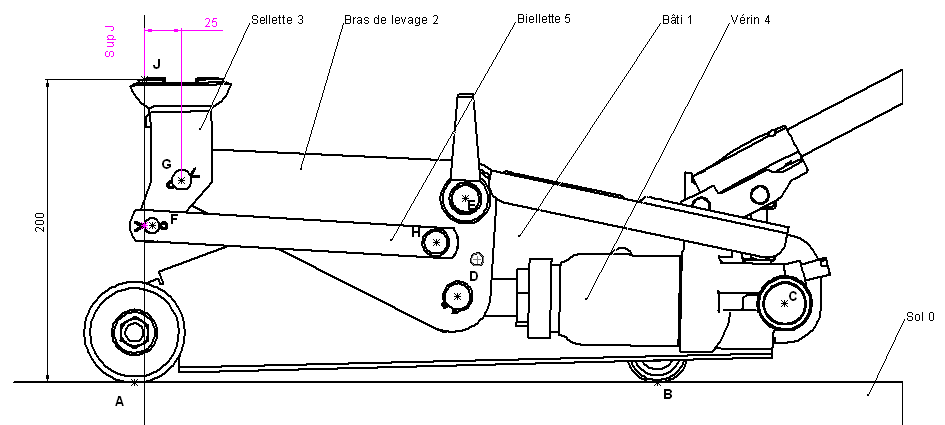 Sellette 3
Bras de levage 2
Biellette 5
Bâti 1
Vérin 4
25
Sup J
J
G
E
F
H
200
D
C
Sol 0
A
B